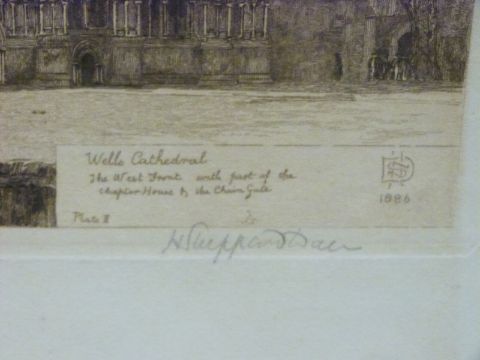 Wells Cathedral
The West Front with part of the
Chapter House & the Chain Gate
Plate II
1886
H Sheppard Dale